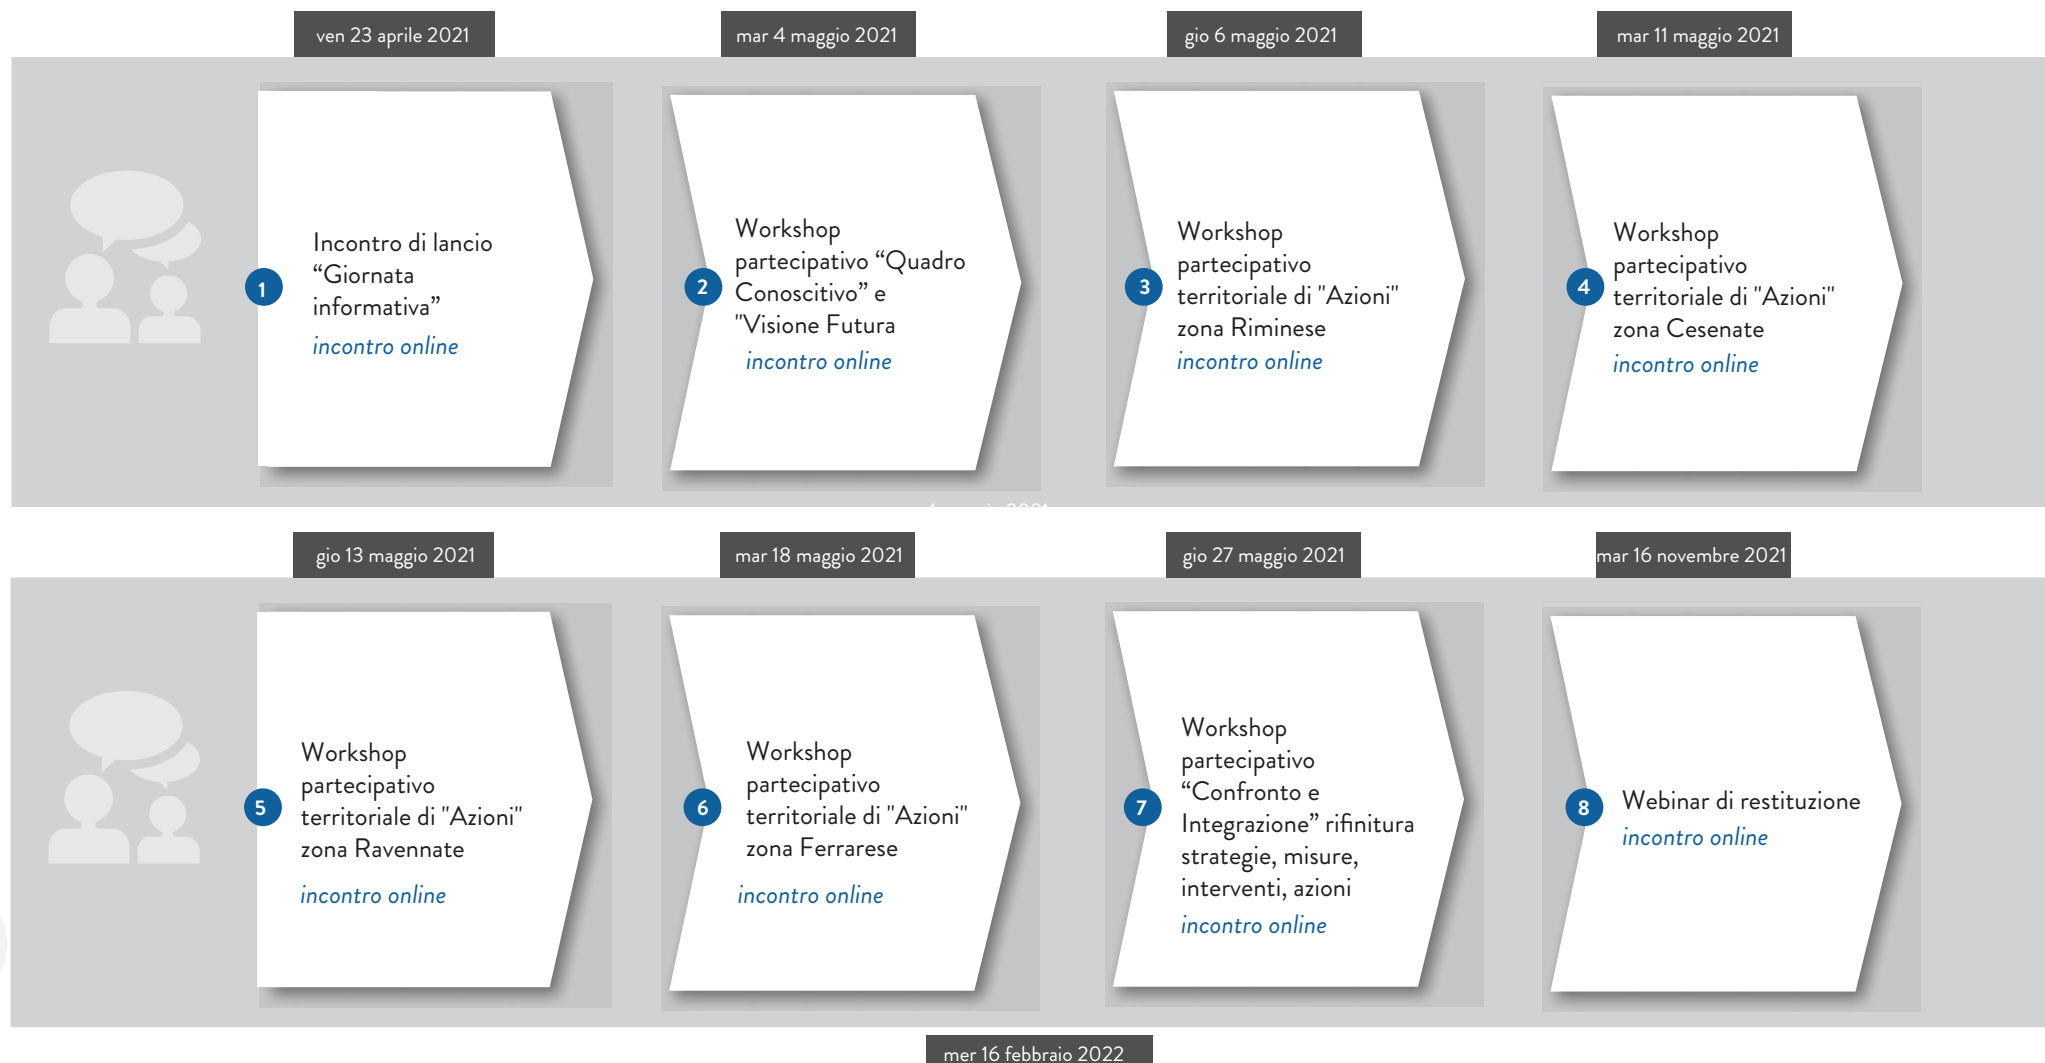 ven 23 aprile 2021
mar 4 maggio 2021
gio 6 maggio 2021
mar 11 maggio 2021
1
Incontro di lancio
“Giornata
informativa”
incontro online
2
Workshop
partecipativo “Quadro
Conoscitivo” e
"Visione Futura
incontro online
3
Workshop
partecipativo
territoriale di "Azioni"
zona Riminese
incontro online
4
Workshop
partecipativo
territoriale di "Azioni"
zona Cesenate
incontro online
gio 13 maggio 2021
mar 18 maggio 2021
gio 27 maggio 2021
mar 16 novembre 2021
5
Workshop
partecipativo
territoriale di "Azioni"
zona Ravennate
incontro online
6
Workshop
partecipativo
territoriale di "Azioni"
zona Ferrarese
incontro online
7
Workshop
partecipativo
“Confronto e
Integrazione” rifinitura
strategie, misure,
interventi, azioni
incontro online
8
Webinar di restituzione
incontro online
mer 16 febbraio 2022